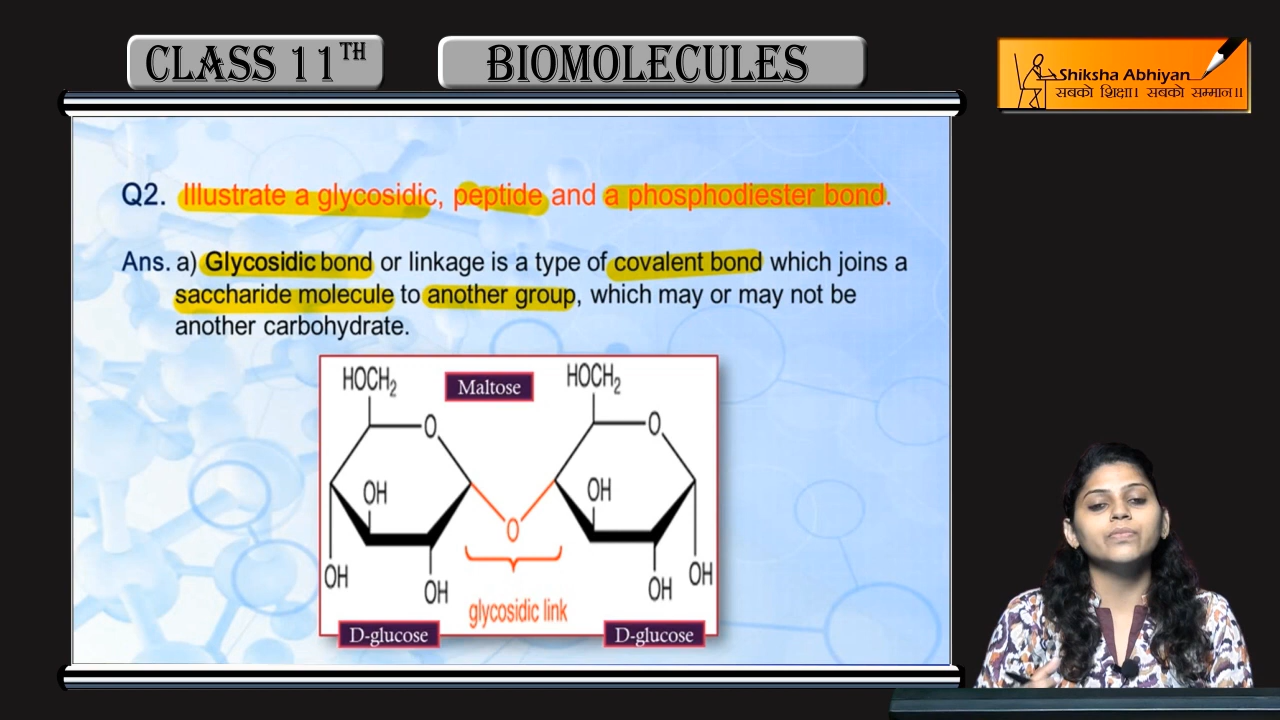 CLASS 11TH
BIOMOLECULES
Shiksha Abhiyan
सबको शिक्षा। सबको सम्मान।।
Q2. Illustrate a glycosidic, peptide and a phosphodiester bond.
Ans. a) Glycosidic bond or linkage is a type of covalent bond which joins a
saccharide molecule to another group, which may or may not be
another carbohydrate.
HOCH2
Maltose
HOCH2
O
O
OH
OH
O
OH
OH
OH
OH
glycosidic link
D-glucose
D-glucose